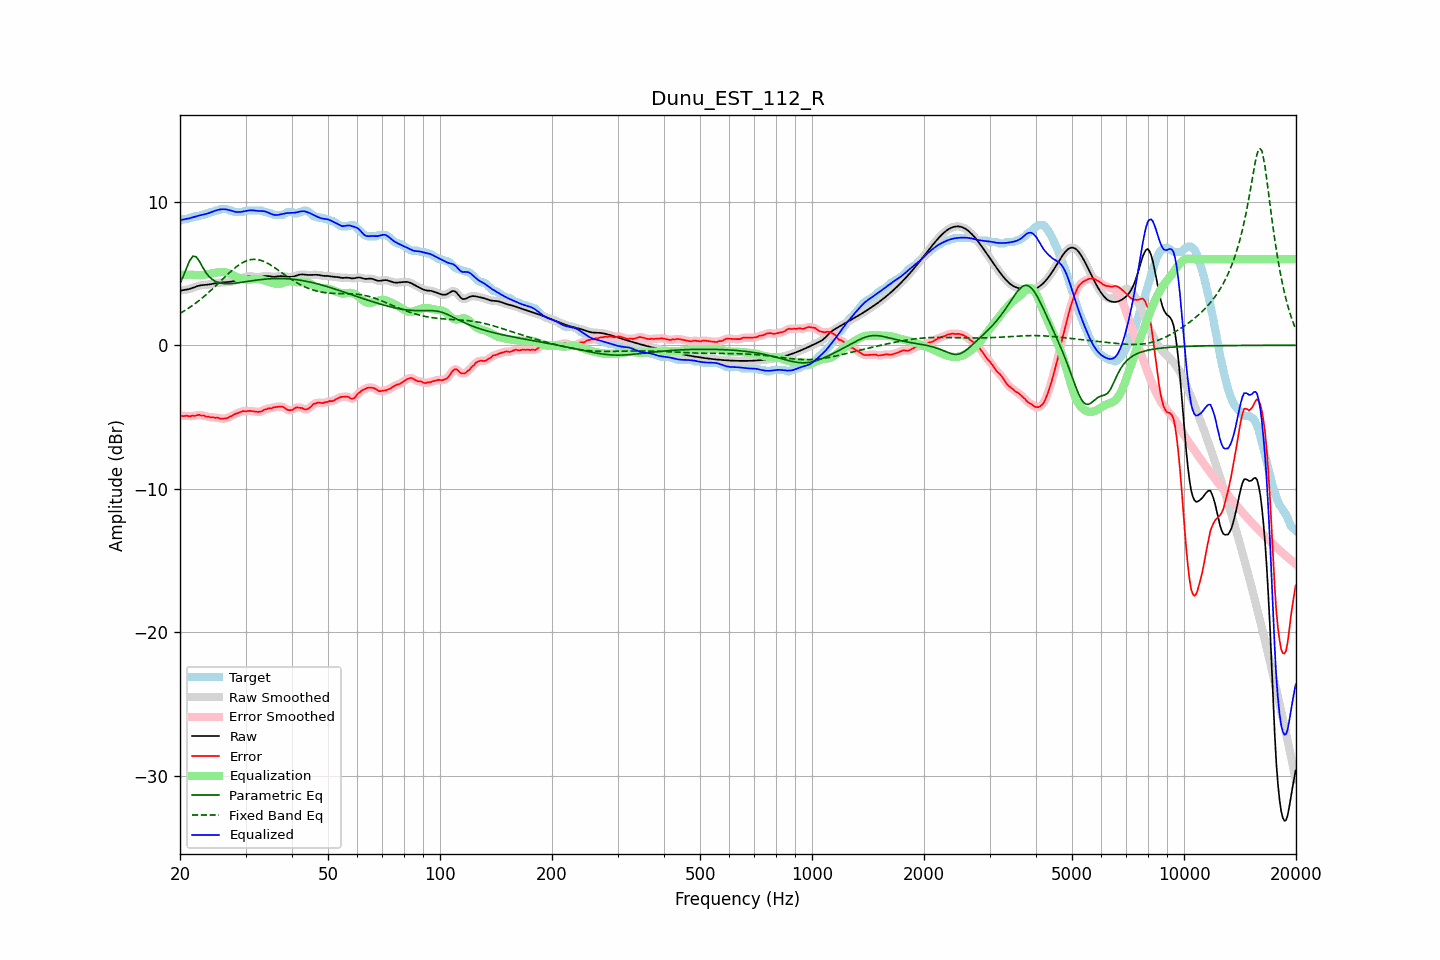 Dunu_EST_112_R
Amplitude (dBr)
10
0
−10
−20
−30
Target
Raw Smoothed
Error Smoothed
Raw
Error
Equalization
Parametric Eq
Fixed Band Eq
Equalized
20 50 100 200 500 1000 2000 5000 10000 20000
Frequency (Hz)